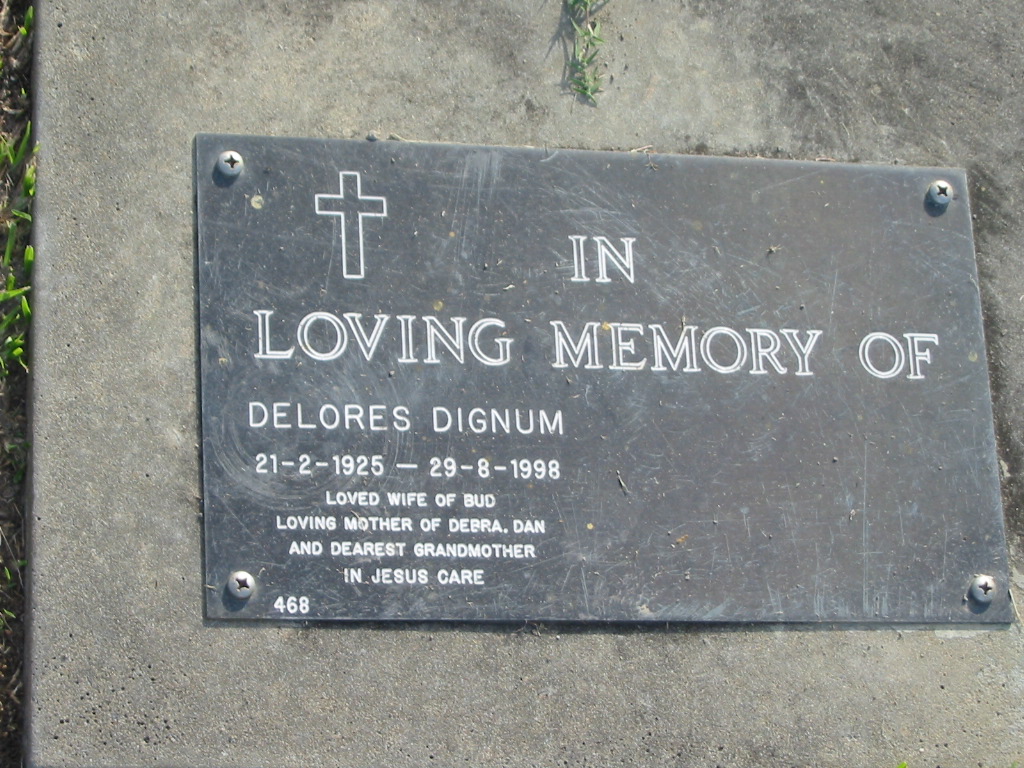 IN
LOVING MEMORY OF
DELORES DIGNUM
21-2-1925 — 29-8-1998
LOVED WIFE OF BUD
LOVING MOTHER OF DEBRA, DAN
AND DEAREST GRANDMOTHER
IN JESUS CARE
468